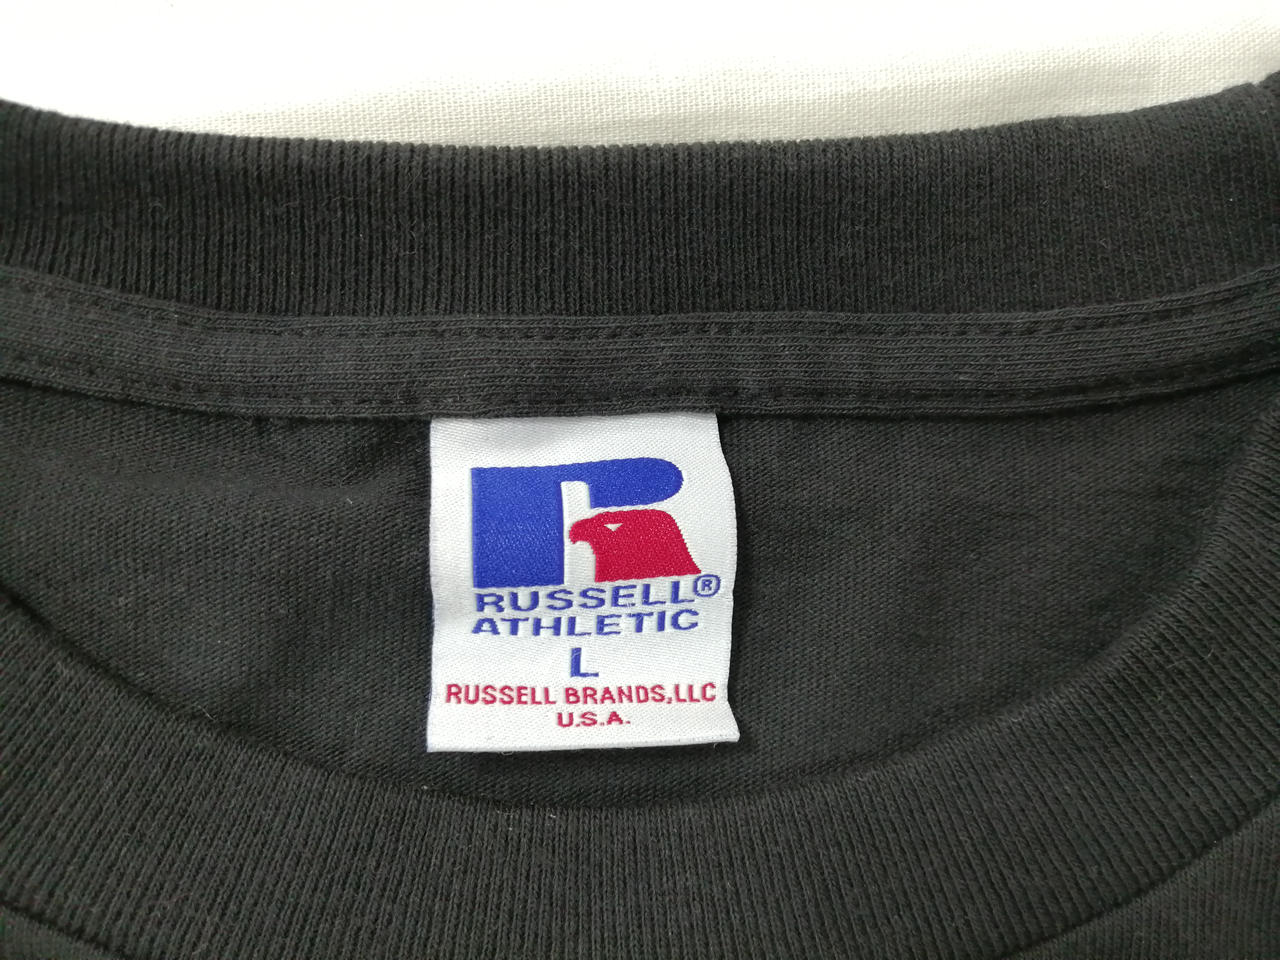 RUSSELL®
ATHLETIC
L
RUSSELL BRANDS,LLC
U.S.A.